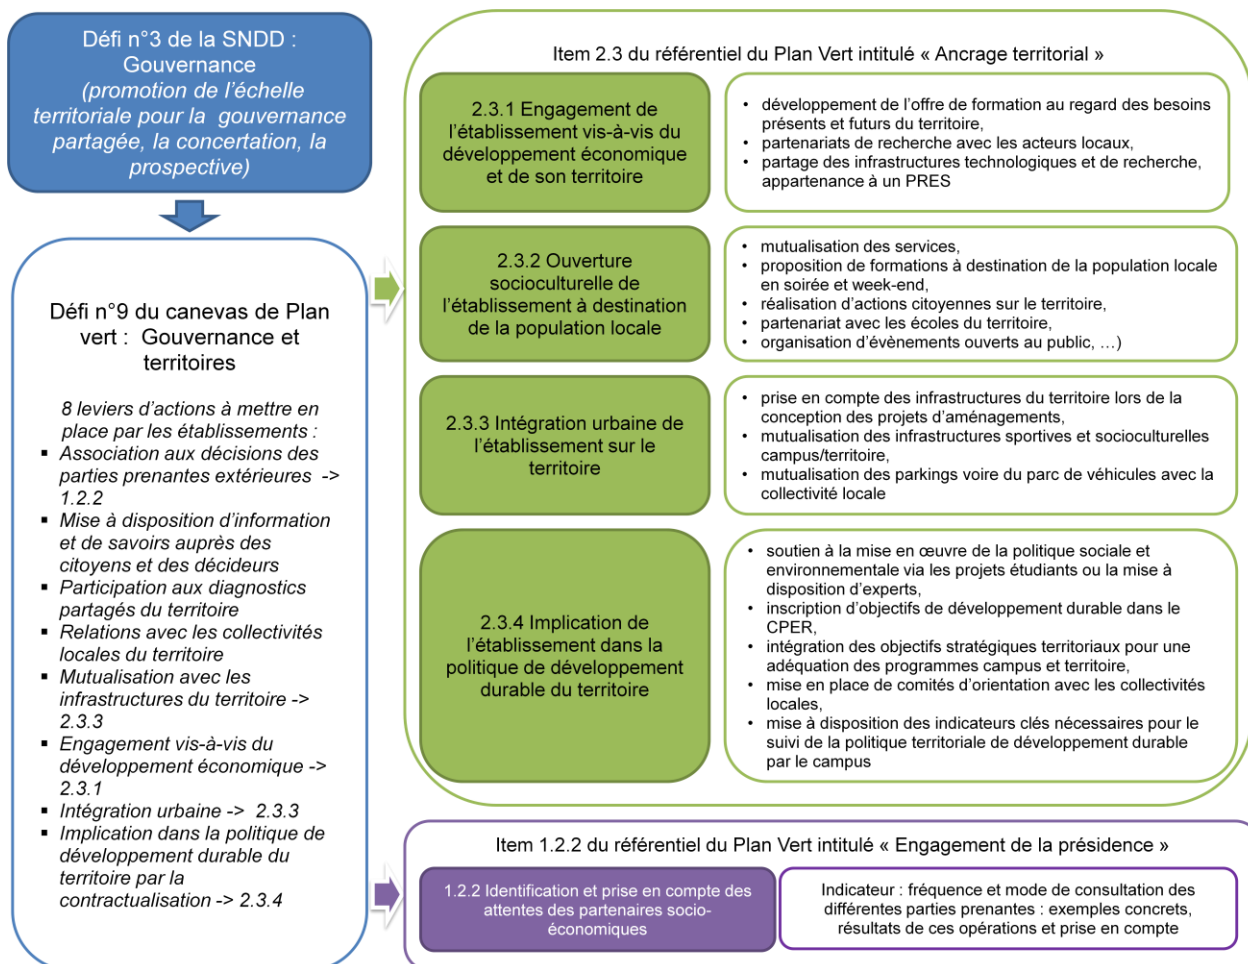 Défi n°3 de la SNDD :
Gouvernance
(promotion de l'échelle
territoriale pour la gouvernance
partagée, la concertation, la
prospective)
Défi n°9 du canevas de Plan
vert : Gouvernance et
territoires
8 leviers d'actions à mettre en
place par les établissements :
▪ Association aux décisions des
parties prenantes extérieures ->
1.2.2
▪ Mise à disposition d'information
et de savoirs auprès des
citoyens et des décideurs
▪ Participation aux diagnostics
partagés du territoire
▪ Relations avec les collectivités
locales du territoire
▪ Mutualisation avec les
infrastructures du territoire ->
2.3.3
▪ Engagement vis-à-vis du
développement économique ->
2.3.1
▪ Intégration urbaine -> 2.3.3
▪ Implication dans la politique de
développement durable du
territoire par la
contractualisation -> 2.3.4
Item 2.3 du référentiel du Plan Vert intitulé « Ancrage territorial »
2.3.1 Engagement de
l'établissement vis-à-vis du
développement économique
et de son territoire
• développement de l'offre de formation au regard des besoins
présents et futurs du territoire,
• partenariats de recherche avec les acteurs locaux,
• partage des infrastructures technologiques et de recherche,
appartenance à un PRES
2.3.2 Ouverture
socioculturelle de
l'établissement à destination
de la population locale
• mutualisation des services,
• proposition de formations à destination de la population locale
en soirée et week-end,
• réalisation d'actions citoyennes sur le territoire,
• partenariat avec les écoles du territoire,
• organisation d'évènements ouverts au public, …)
2.3.3 Intégration urbaine de
l'établissement sur le
territoire
• prise en compte des infrastructures du territoire lors de la
conception des projets d'aménagements,
• mutualisation des infrastructures sportives et socioculturelles
campus/territoire,
• mutualisation des parkings voire du parc de véhicules avec la
collectivité locale
2.3.4 Implication de
l'établissement dans la
politique de développement
durable du territoire
• soutien à la mise en œuvre de la politique sociale et
environnementale via les projets étudiants ou la mise à
disposition d'experts,
• inscription d'objectifs de développement durable dans le
CPER,
• intégration des objectifs stratégiques territoriaux pour une
adéquation des programmes campus et territoire,
• mise en place de comités d'orientation avec les collectivités
locales,
• mise à disposition des indicateurs clés nécessaires pour le
suivi de la politique territoriale de développement durable
par le campus
Item 1.2.2 du référentiel du Plan Vert intitulé « Engagement de la présidence »
1.2.2 Identification et prise en compte des
attentes des partenaires socio-
économiques
Indicateur : fréquence et mode de consultation des
différentes parties prenantes : exemples concrets,
résultats de ces opérations et prise en compte